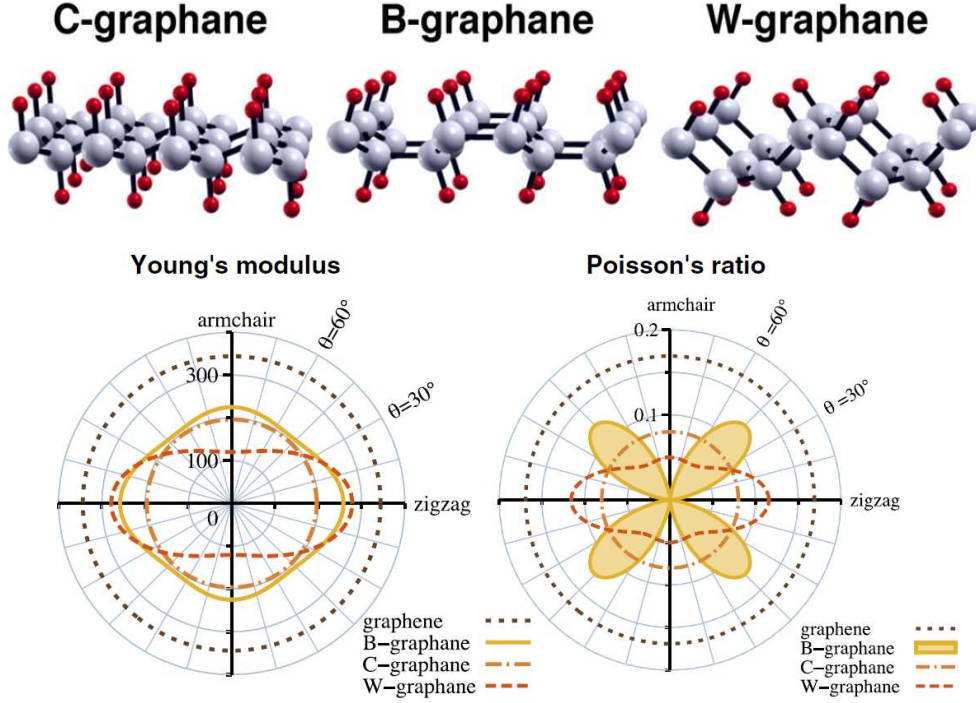 C-graphane B-graphane W-graphane
Young's modulus
armchair
θ=60°
300
θ=30°
100
0
zigzag
graphene
B−graphane
C−graphane
W−graphane
Poisson's ratio
armchair
0.2
θ=60°
0.1
θ=30°
zigzag
graphene
B−graphane
C−graphane
W−graphane